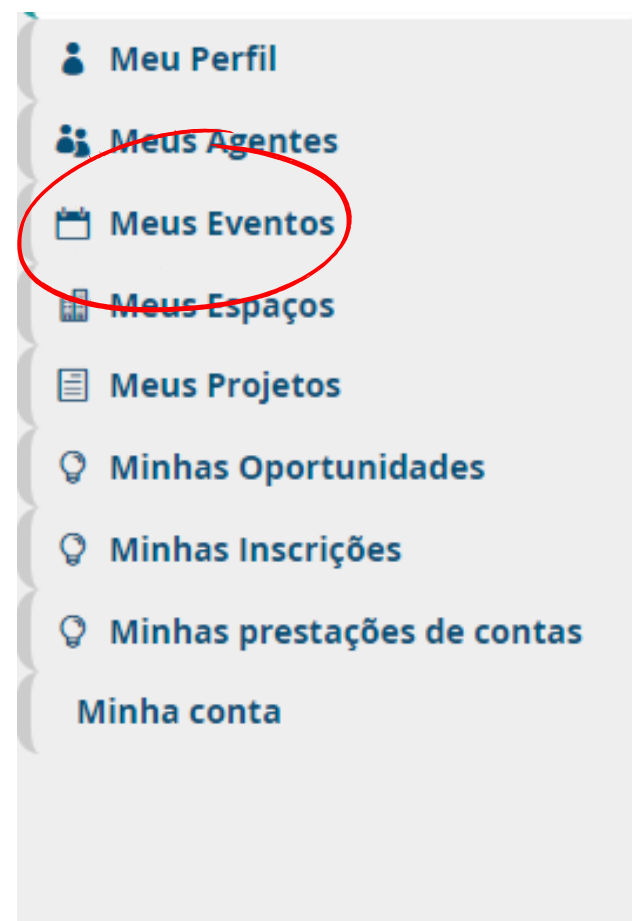 Meu Perfil
Meus Agentes
Meus Eventos
Meus Espaços
Meus Projetos
Minhas Oportunidades
Minhas Inscrições
Minhas prestações de contas
Minha conta